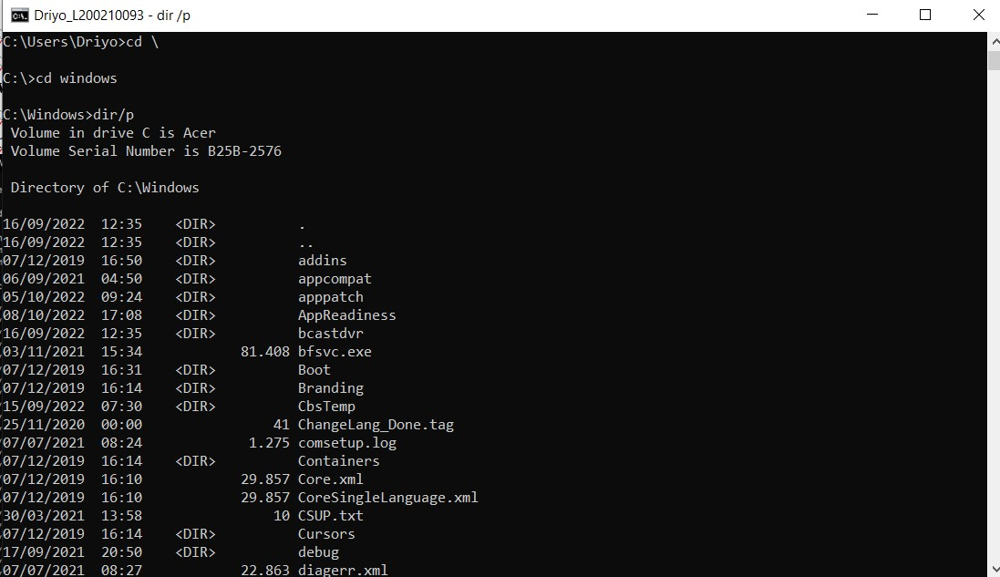 Driyo_L200210093 - dir /p
C:\Users\Driyo>cd \
C:\>cd windows
C:\Windows>dir/p
Volume in drive C is Acer
Volume Serial Number is B25B-2576
Directory of C:\Windows
16/09/2022  12:35    <DIR>          .
16/09/2022  12:35    <DIR>          ..
07/12/2019  16:50    <DIR>          addins
06/09/2021  04:50    <DIR>          appcompat
05/10/2022  09:24    <DIR>          apppatch
08/10/2022  17:08    <DIR>          AppReadiness
16/09/2022  12:35    <DIR>          bcastdvr
03/11/2021  15:34            81.408 bfsvc.exe
07/12/2019  16:31    <DIR>          Boot
07/12/2019  16:14    <DIR>          Branding
15/09/2022  07:30    <DIR>          CbsTemp
25/11/2020  00:00                41 ChangeLang_Done.tag
07/07/2021  08:24             1.275 comsetup.log
07/12/2019  16:14    <DIR>          Containers
07/12/2019  16:10            29.857 Core.xml
07/12/2019  16:10            29.857 CoreSingleLanguage.xml
30/03/2021  13:58                10 CSUP.txt
07/12/2019  16:14    <DIR>          Cursors
17/09/2021  20:50    <DIR>          debug
07/07/2021  08:27            22.863 diagerr.xml